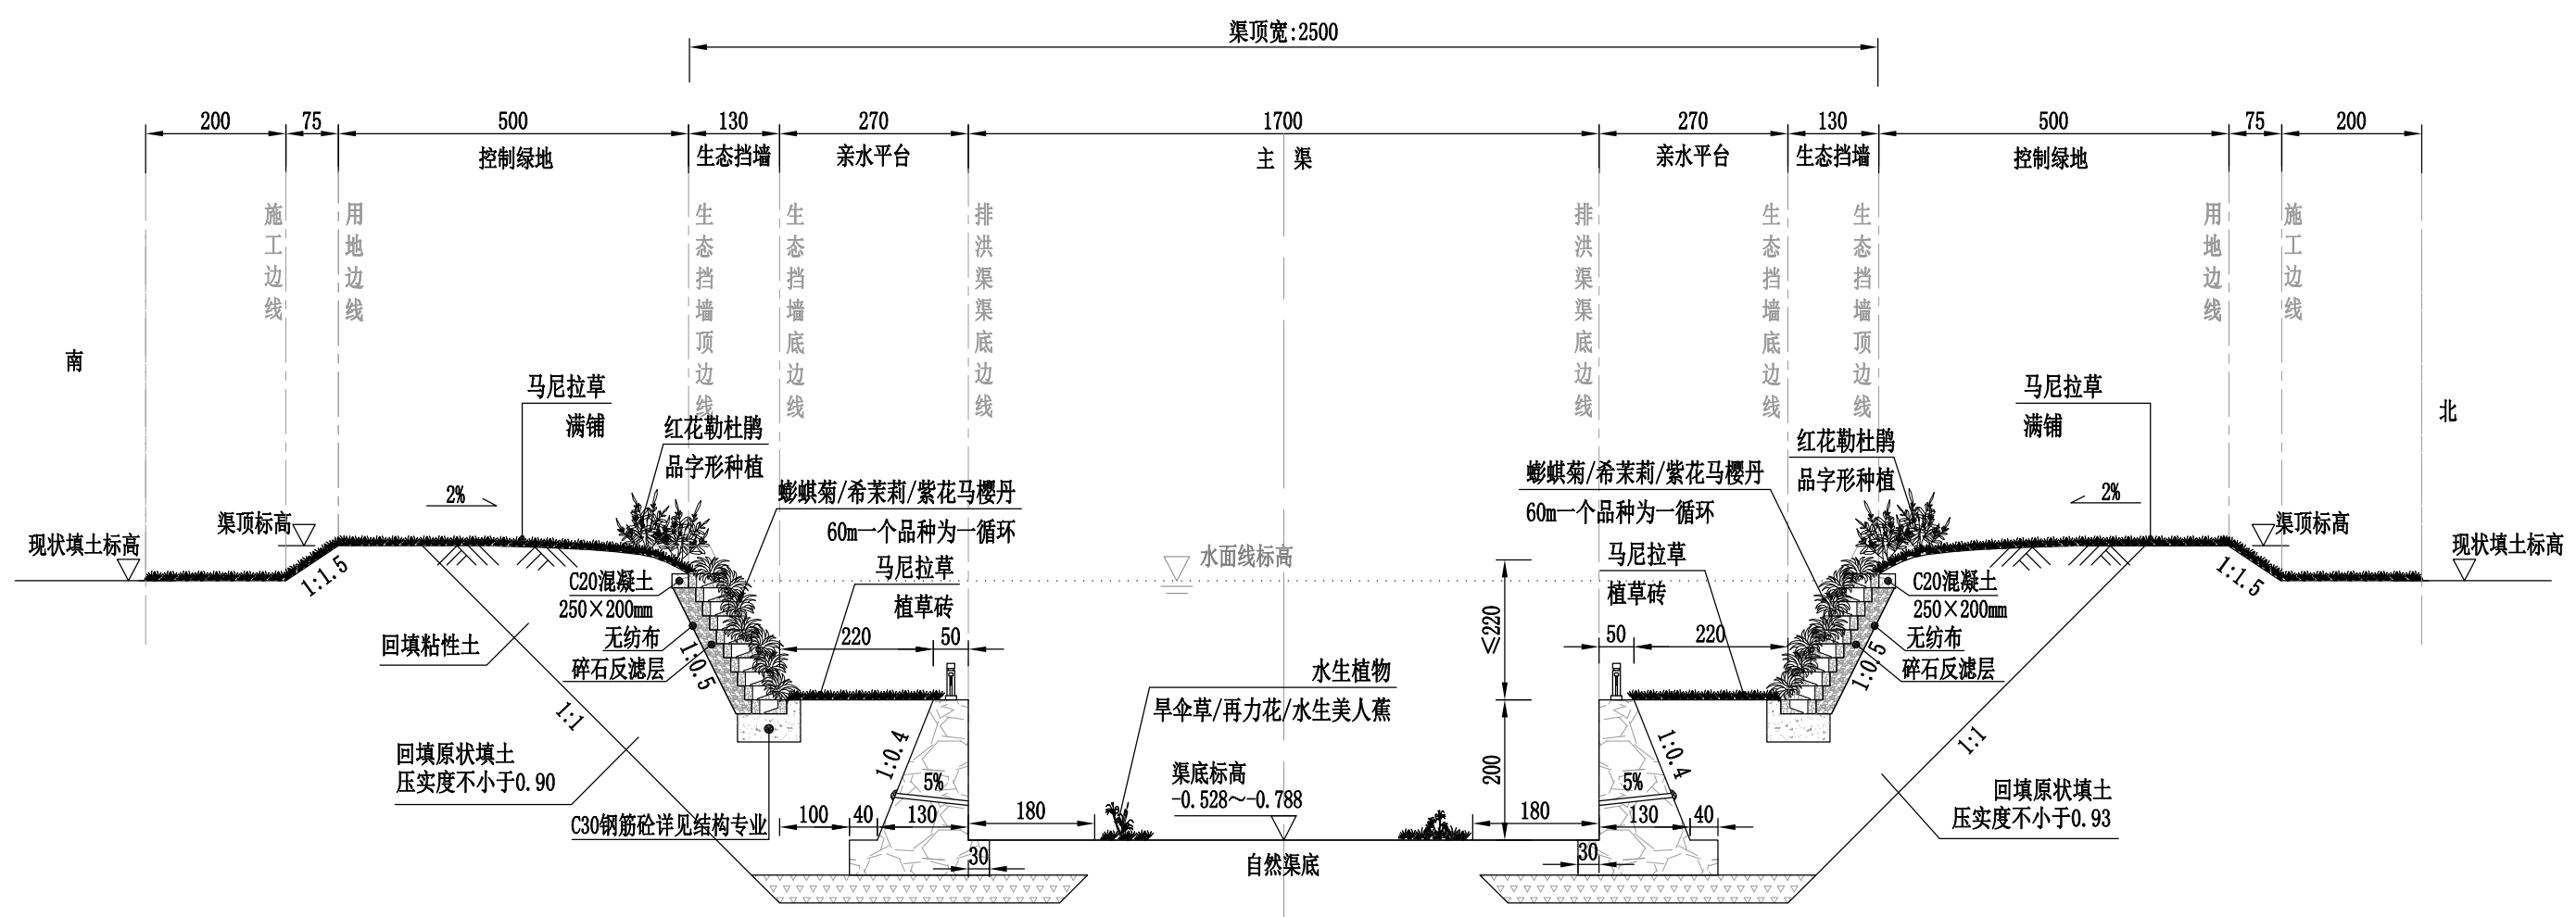 渠顶宽:2500
200
75
500
130
270
1700
270
130
500
75
200
控制绿地
生态挡墙
亲水平台
主 渠
亲水平台
生态挡墙
控制绿地
施工边线
用地边线
生态挡墙顶边线
生态挡墙底边线
排洪渠渠底边线
排洪渠渠底边线
生态挡墙底边线
生态挡墙顶边线
用地边线
施工边线
南
北
马尼拉草
满铺
红花勒杜鹃
品字形种植
蟛蜞菊/希茉莉/紫花马樱丹
60m一个品种为一循环
马尼拉草
植草砖
2%
渠顶标高
现状填土标高
1:1.5
C20混凝土
250×200mm
无纺布
碎石反滤层
1:0.5
回填粘性土
1:1
回填原状填土
压实度不小于0.90
C30钢筋砼详见结构专业
220
50
1:0.4
5%
100
40
130
180
30
水面线标高
水生植物
旱伞草/再力花/水生美人蕉
渠底标高
-0.528～-0.788
自然渠底
≤220
200
马尼拉草
满铺
红花勒杜鹃
品字形种植
蟛蜞菊/希茉莉/紫花马樱丹
60m一个品种为一循环
马尼拉草
植草砖
2%
渠顶标高
现状填土标高
1:1.5
C20混凝土
250×200mm
无纺布
碎石反滤层
1:0.5
50
220
1:0.4
5%
180
130
40
30
1:1
回填原状填土
压实度不小于0.93